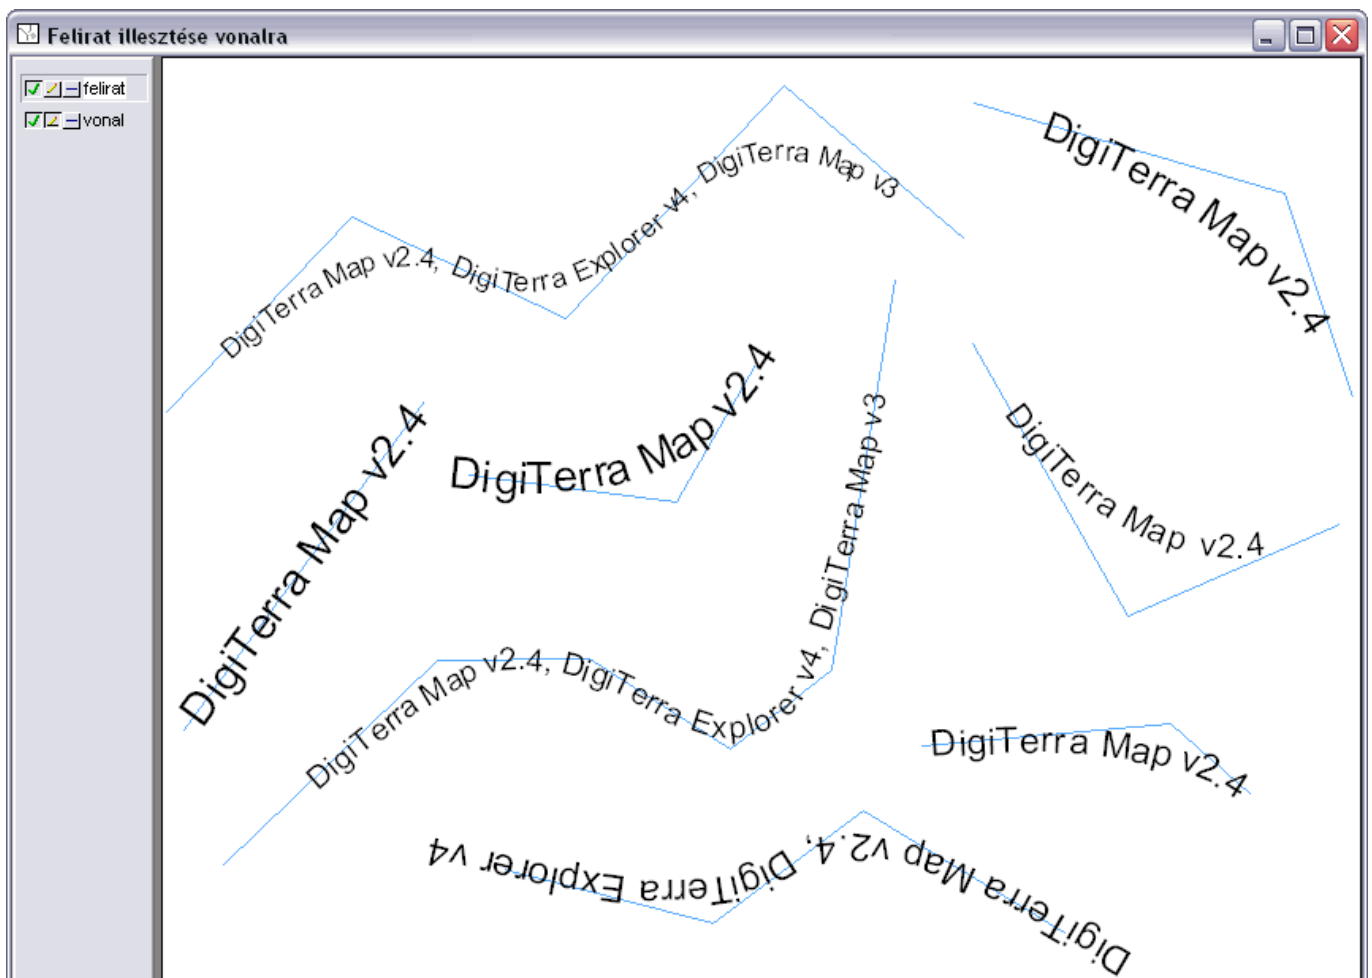 Felirat illesztése vonalra
felirat
vonal
DigiTerra Map v2.4, DigiTerra Explorer v4, DigiTerra Map v3
DigiTerra Map v2.4
DigiTerra Map v2.4
DigiTerra Map v2.4
DigiTerra Map v2.4
DigiTerra Map v2.4, DigiTerra Explorer v4, DigiTerra Map v3
DigiTerra Map v2.4
DigiTerra Map v2.4, DigiTerra Explorer v4